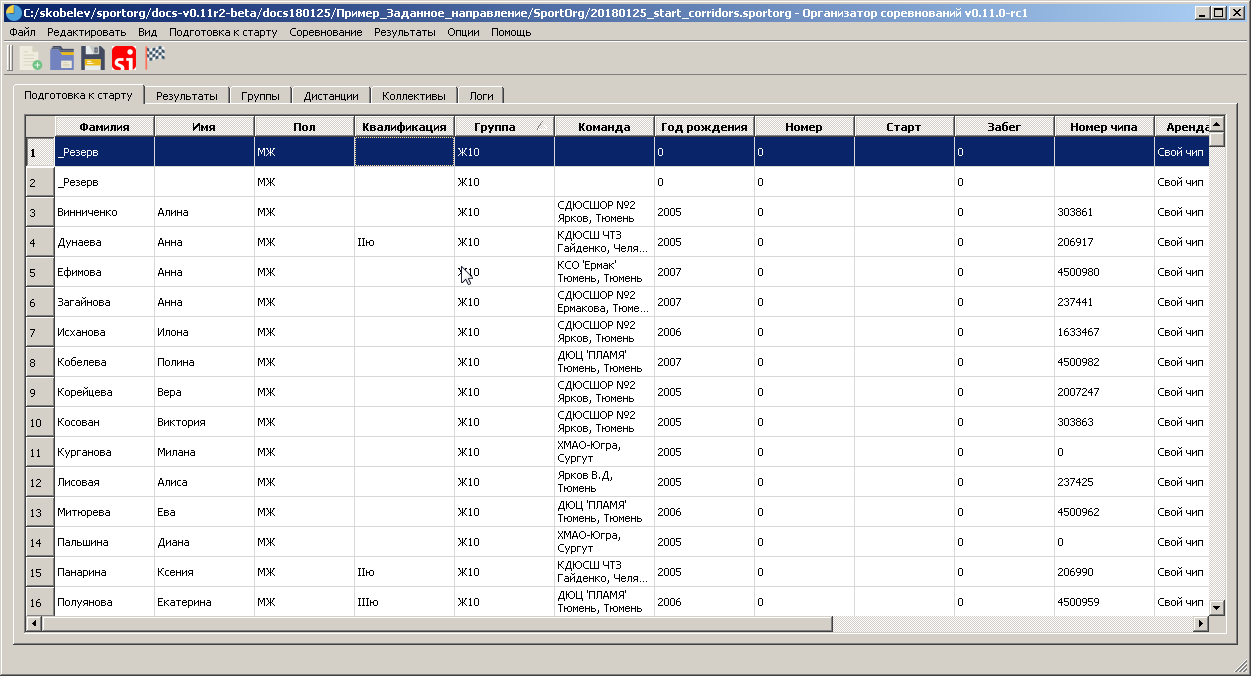 C:/skobelev/sportorg/docs-v0.11r2-beta/docs180125/Пример_Заданное_направление/SportOrg/20180125_start_corridors.sportorg - Организатор соревнований v0.11.0-rc1
Файл Редактировать Вид Подготовка к старту Соревнование Результаты Опции Помощь
si
Подготовка к старту Результаты Группы Дистанции Коллективы Логи
Фамилия Имя Пол Квалификация Группа Команда Год рождения Номер Старт Забег Номер чипа Аренда
1 _Резерв МЖ Ж10 0 0 0 Свой чип
2 _Резерв МЖ Ж10 0 0 0 Свой чип
3 Винниченко Алина МЖ Ж10 СДЮСШОР №2 Ярков, Тюмень 2005 0 0 303861 Свой чип
4 Дунаева Анна МЖ IIю Ж10 КДЮСШ ЧТЗ Гайденко, Челя... 2005 0 0 206917 Свой чип
5 Ефимова Анна МЖ Ж10 КСО 'Ермак' Тюмень, Тюмень 2007 0 0 4500980 Свой чип
6 Загайнова Анна МЖ Ж10 СДЮСШОР №2 Ермакова, Тюме... 2007 0 0 237441 Свой чип
7 Исханова Илона МЖ Ж10 СДЮСШОР №2 Ярков, Тюмень 2006 0 0 1633467 Свой чип
8 Кобелева Полина МЖ Ж10 ДЮЦ 'ПЛАМЯ' Тюмень, Тюмень 2007 0 0 4500982 Свой чип
9 Корейцева Вера МЖ Ж10 СДЮСШОР №2 Ярков, Тюмень 2005 0 0 2007247 Свой чип
10 Косован Виктория МЖ Ж10 СДЮСШОР №2 Ярков, Тюмень 2005 0 0 303863 Свой чип
11 Курганова Милана МЖ Ж10 ХМАО-Югра, Сургут 2005 0 0 0 Свой чип
12 Лисовая Алиса МЖ Ж10 Ярков В.Д, Тюмень 2005 0 0 237425 Свой чип
13 Митюрева Ева МЖ Ж10 ДЮЦ 'ПЛАМЯ' Тюмень, Тюмень 2006 0 0 4500962 Свой чип
14 Пальшина Диана МЖ Ж10 ХМАО-Югра, Сургут 2005 0 0 0 Свой чип
15 Панарина Ксения МЖ IIю Ж10 КДЮСШ ЧТЗ Гайденко, Челя... 2005 0 0 206990 Свой чип
16 Полуянова Екатерина МЖ IIIю Ж10 ДЮЦ 'ПЛАМЯ' Тюмень, Тюмень 2006 0 0 4500959 Свой чип